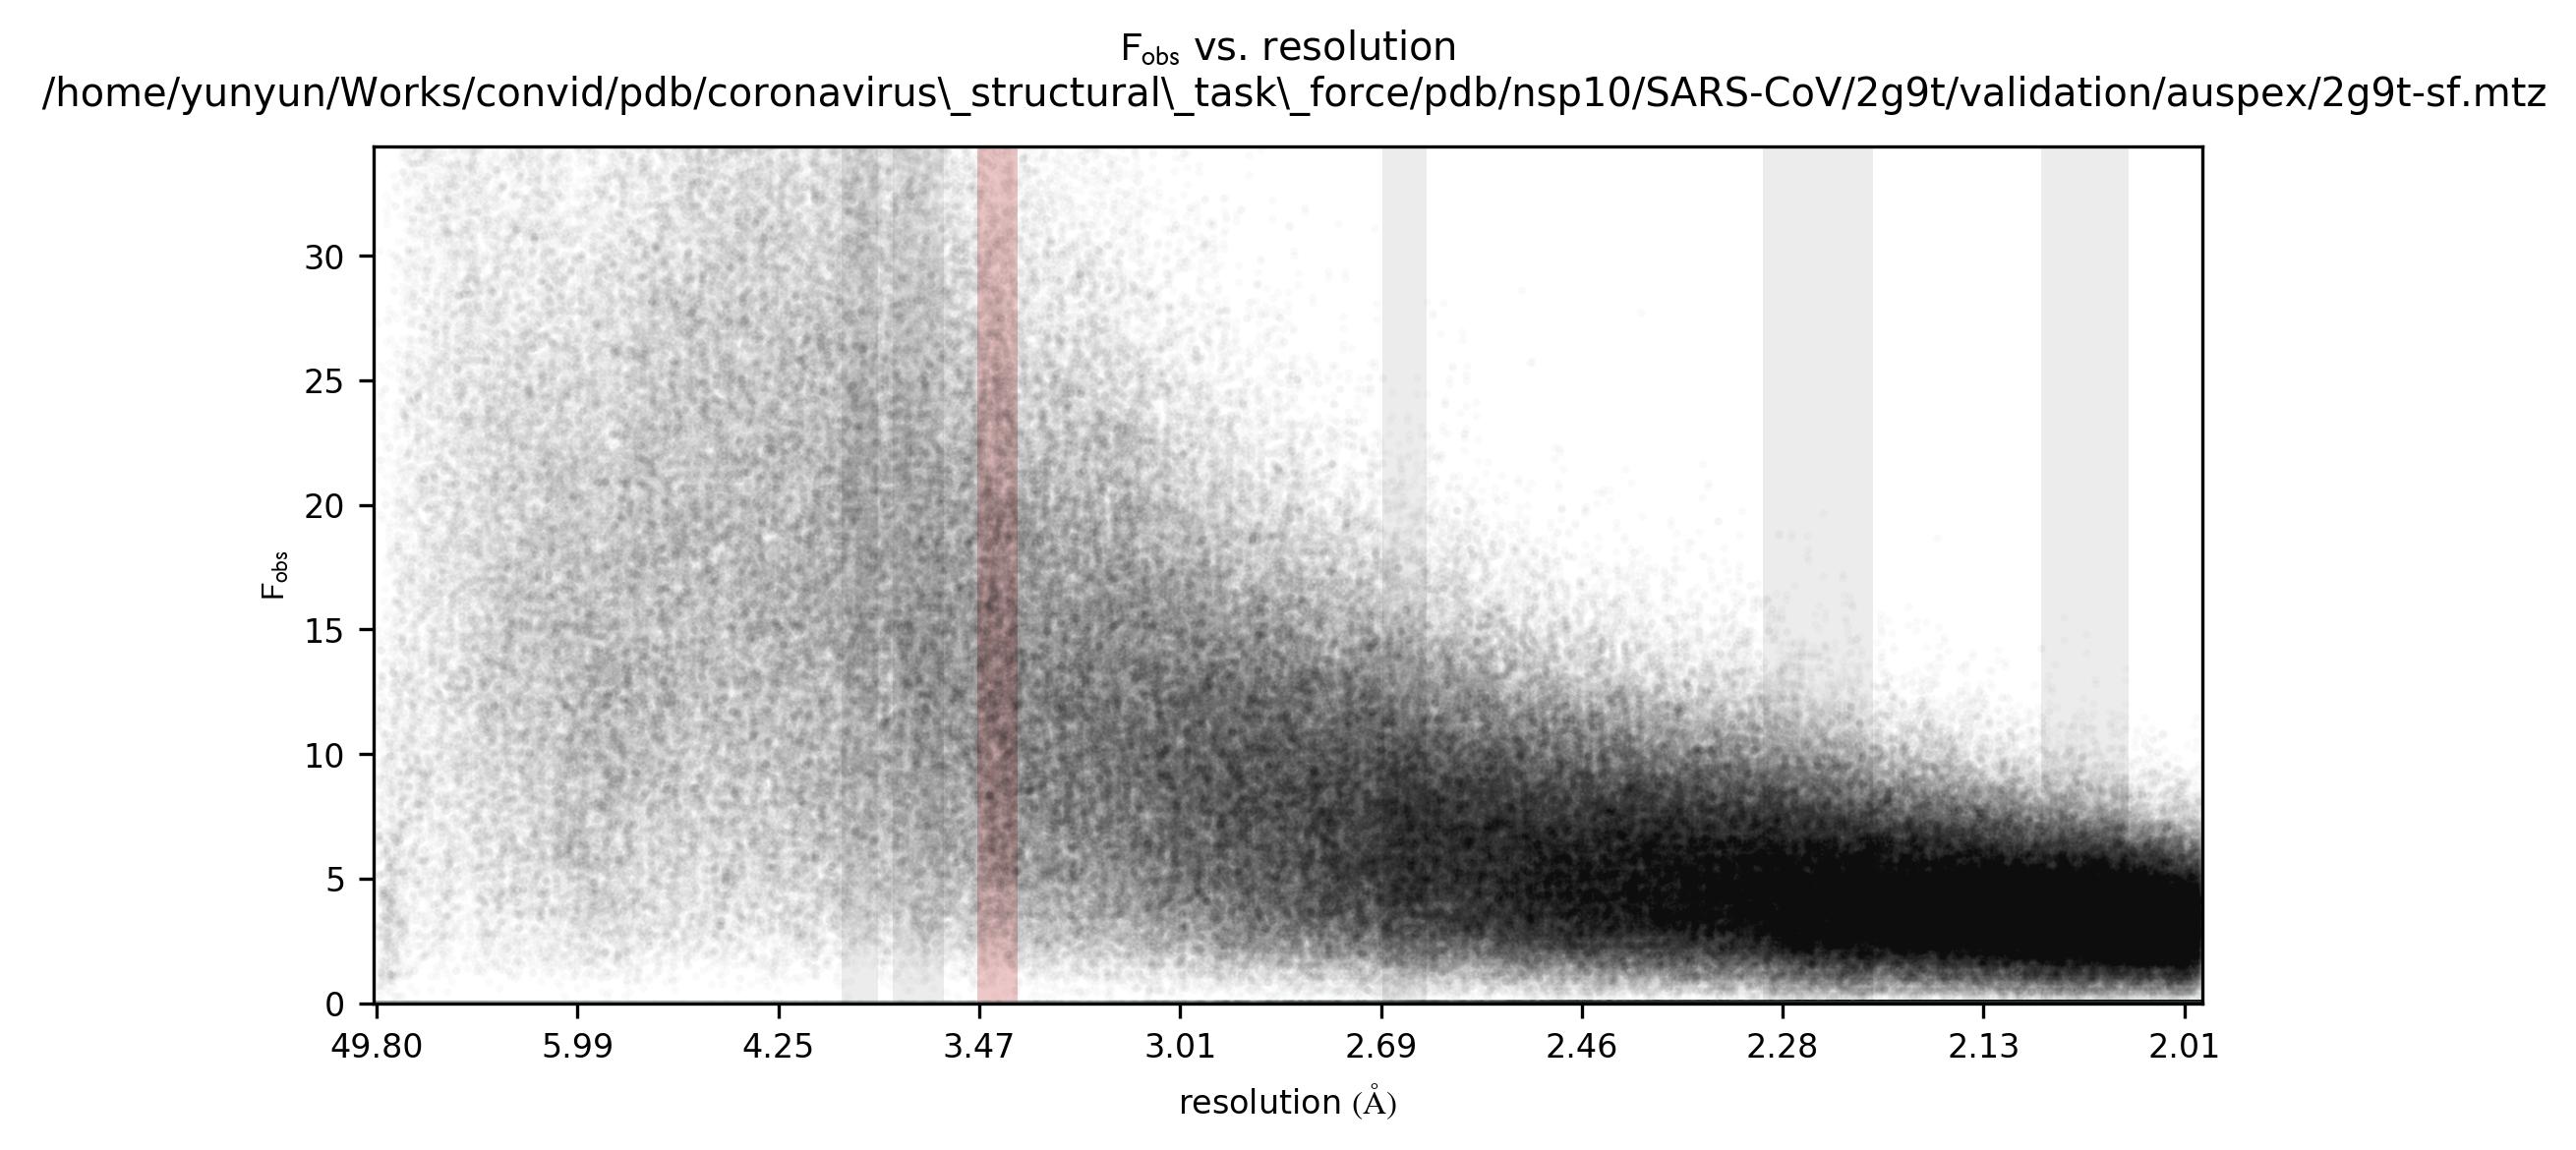 F_obs vs. resolution
/home/yunyun/Works/convid/pdb/coronavirus\_structural\_task\_force/pdb/nsp10/SARS-CoV/2g9t/validation/auspex/2g9t-sf.mtz
30
25
20
15
10
5
0
F_obs
49.80 5.99 4.25 3.47 3.01 2.69 2.46 2.28 2.13 2.01
resolution (Å)